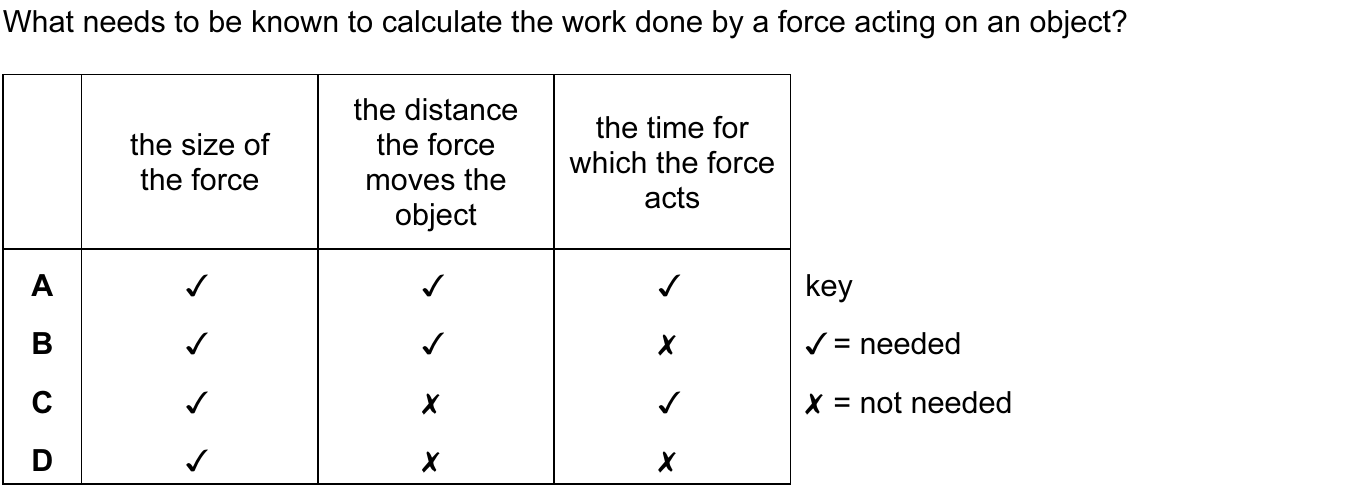 What needs to be known to calculate the work done by a force acting on an object?
the size of
the force
the distance
the force
moves the
object
the time for
which the force
acts
A ✓ ✓ ✓
B ✓ ✓ ✗
C ✓ ✗ ✓
D ✓ ✗ ✗
key
✓ = needed
✗ = not needed